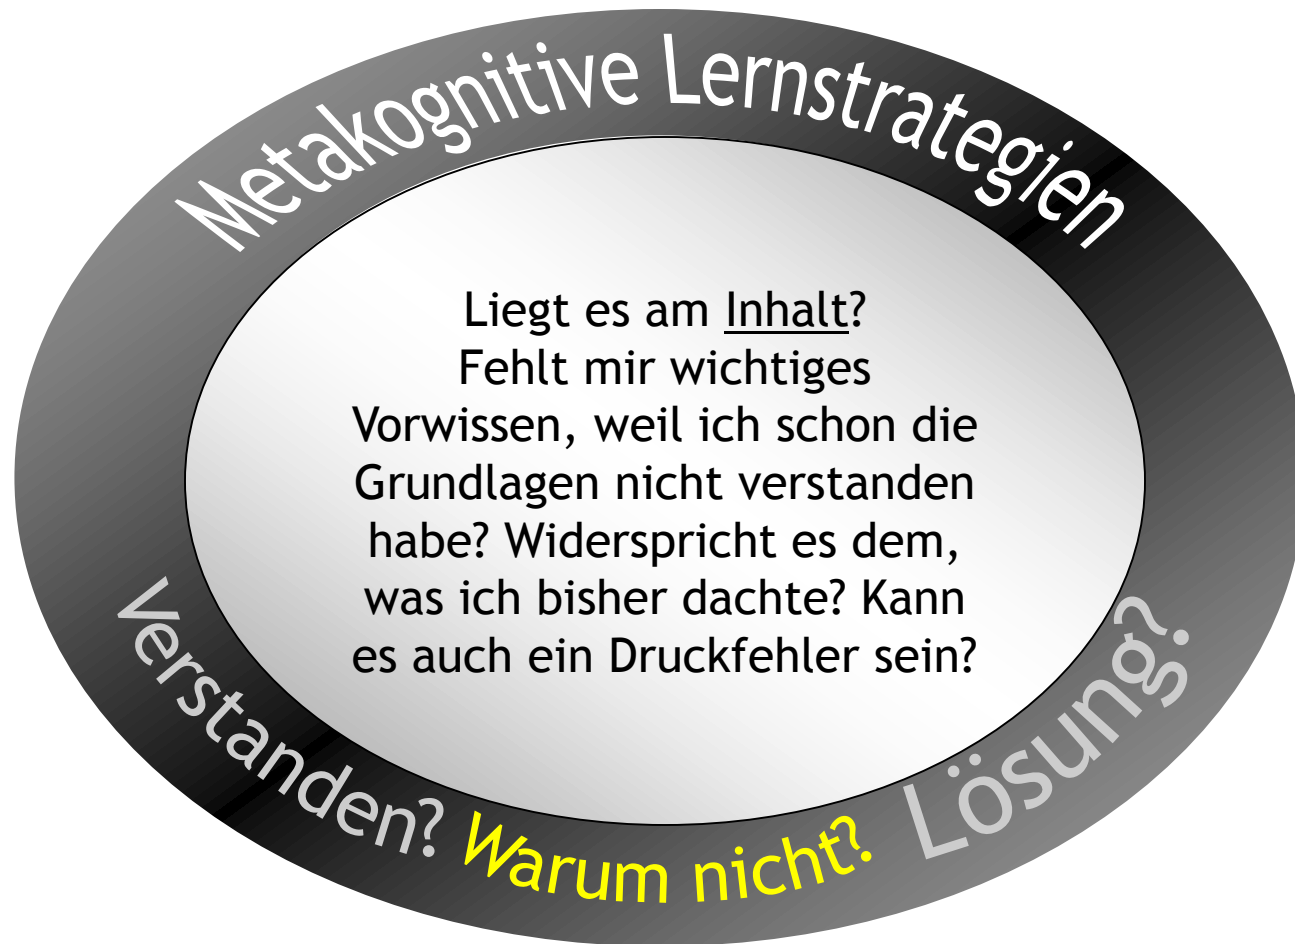 Metakognitive Lernstrategien
Liegt es am Inhalt?
Fehlt mir wichtiges
Vorwissen, weil ich schon die
Grundlagen nicht verstanden
habe? Widerspricht es dem,
was ich bisher dachte? Kann
es auch ein Druckfehler sein?
Verstanden? Warum nicht? Lösung?